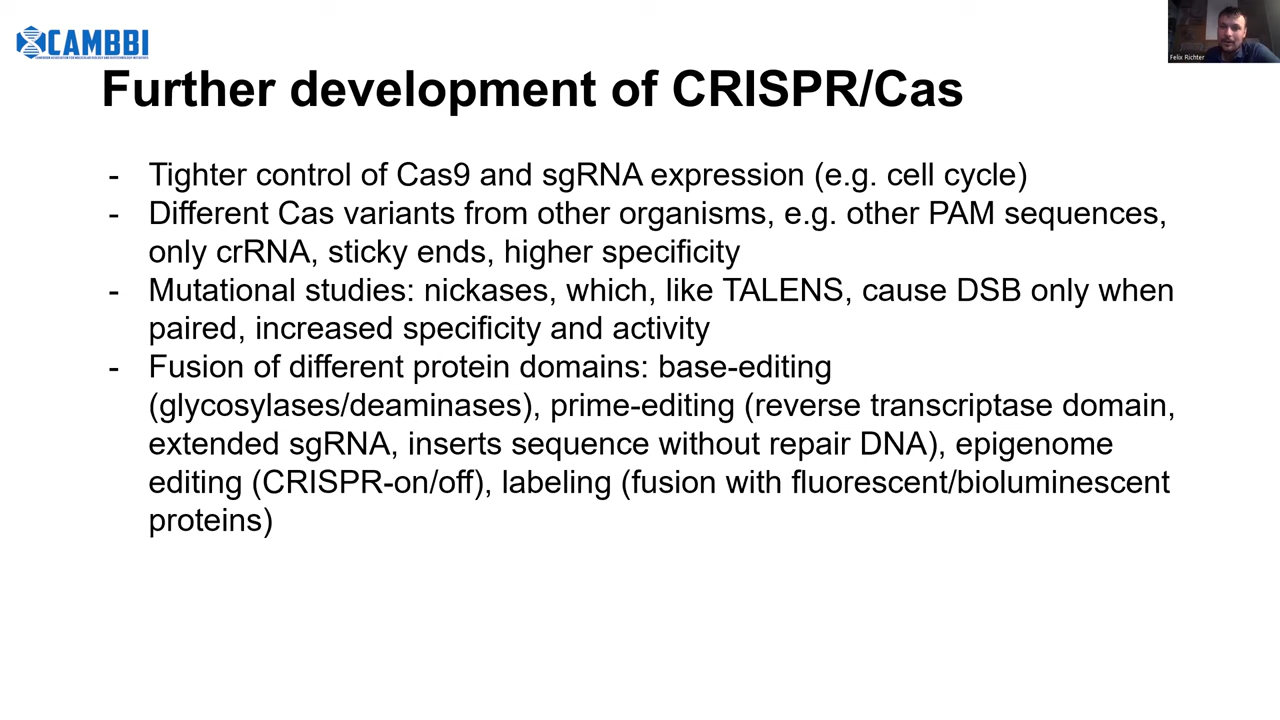 CAMBBI
Felix Richter
Further development of CRISPR/Cas
- Tighter control of Cas9 and sgRNA expression (e.g. cell cycle)
- Different Cas variants from other organisms, e.g. other PAM sequences,
only crRNA, sticky ends, higher specificity
- Mutational studies: nickases, which, like TALENS, cause DSB only when
paired, increased specificity and activity
- Fusion of different protein domains: base-editing
(glycosylases/deaminases), prime-editing (reverse transcriptase domain,
extended sgRNA, inserts sequence without repair DNA), epigenome
editing (CRISPR-on/off), labeling (fusion with fluorescent/bioluminescent
proteins)